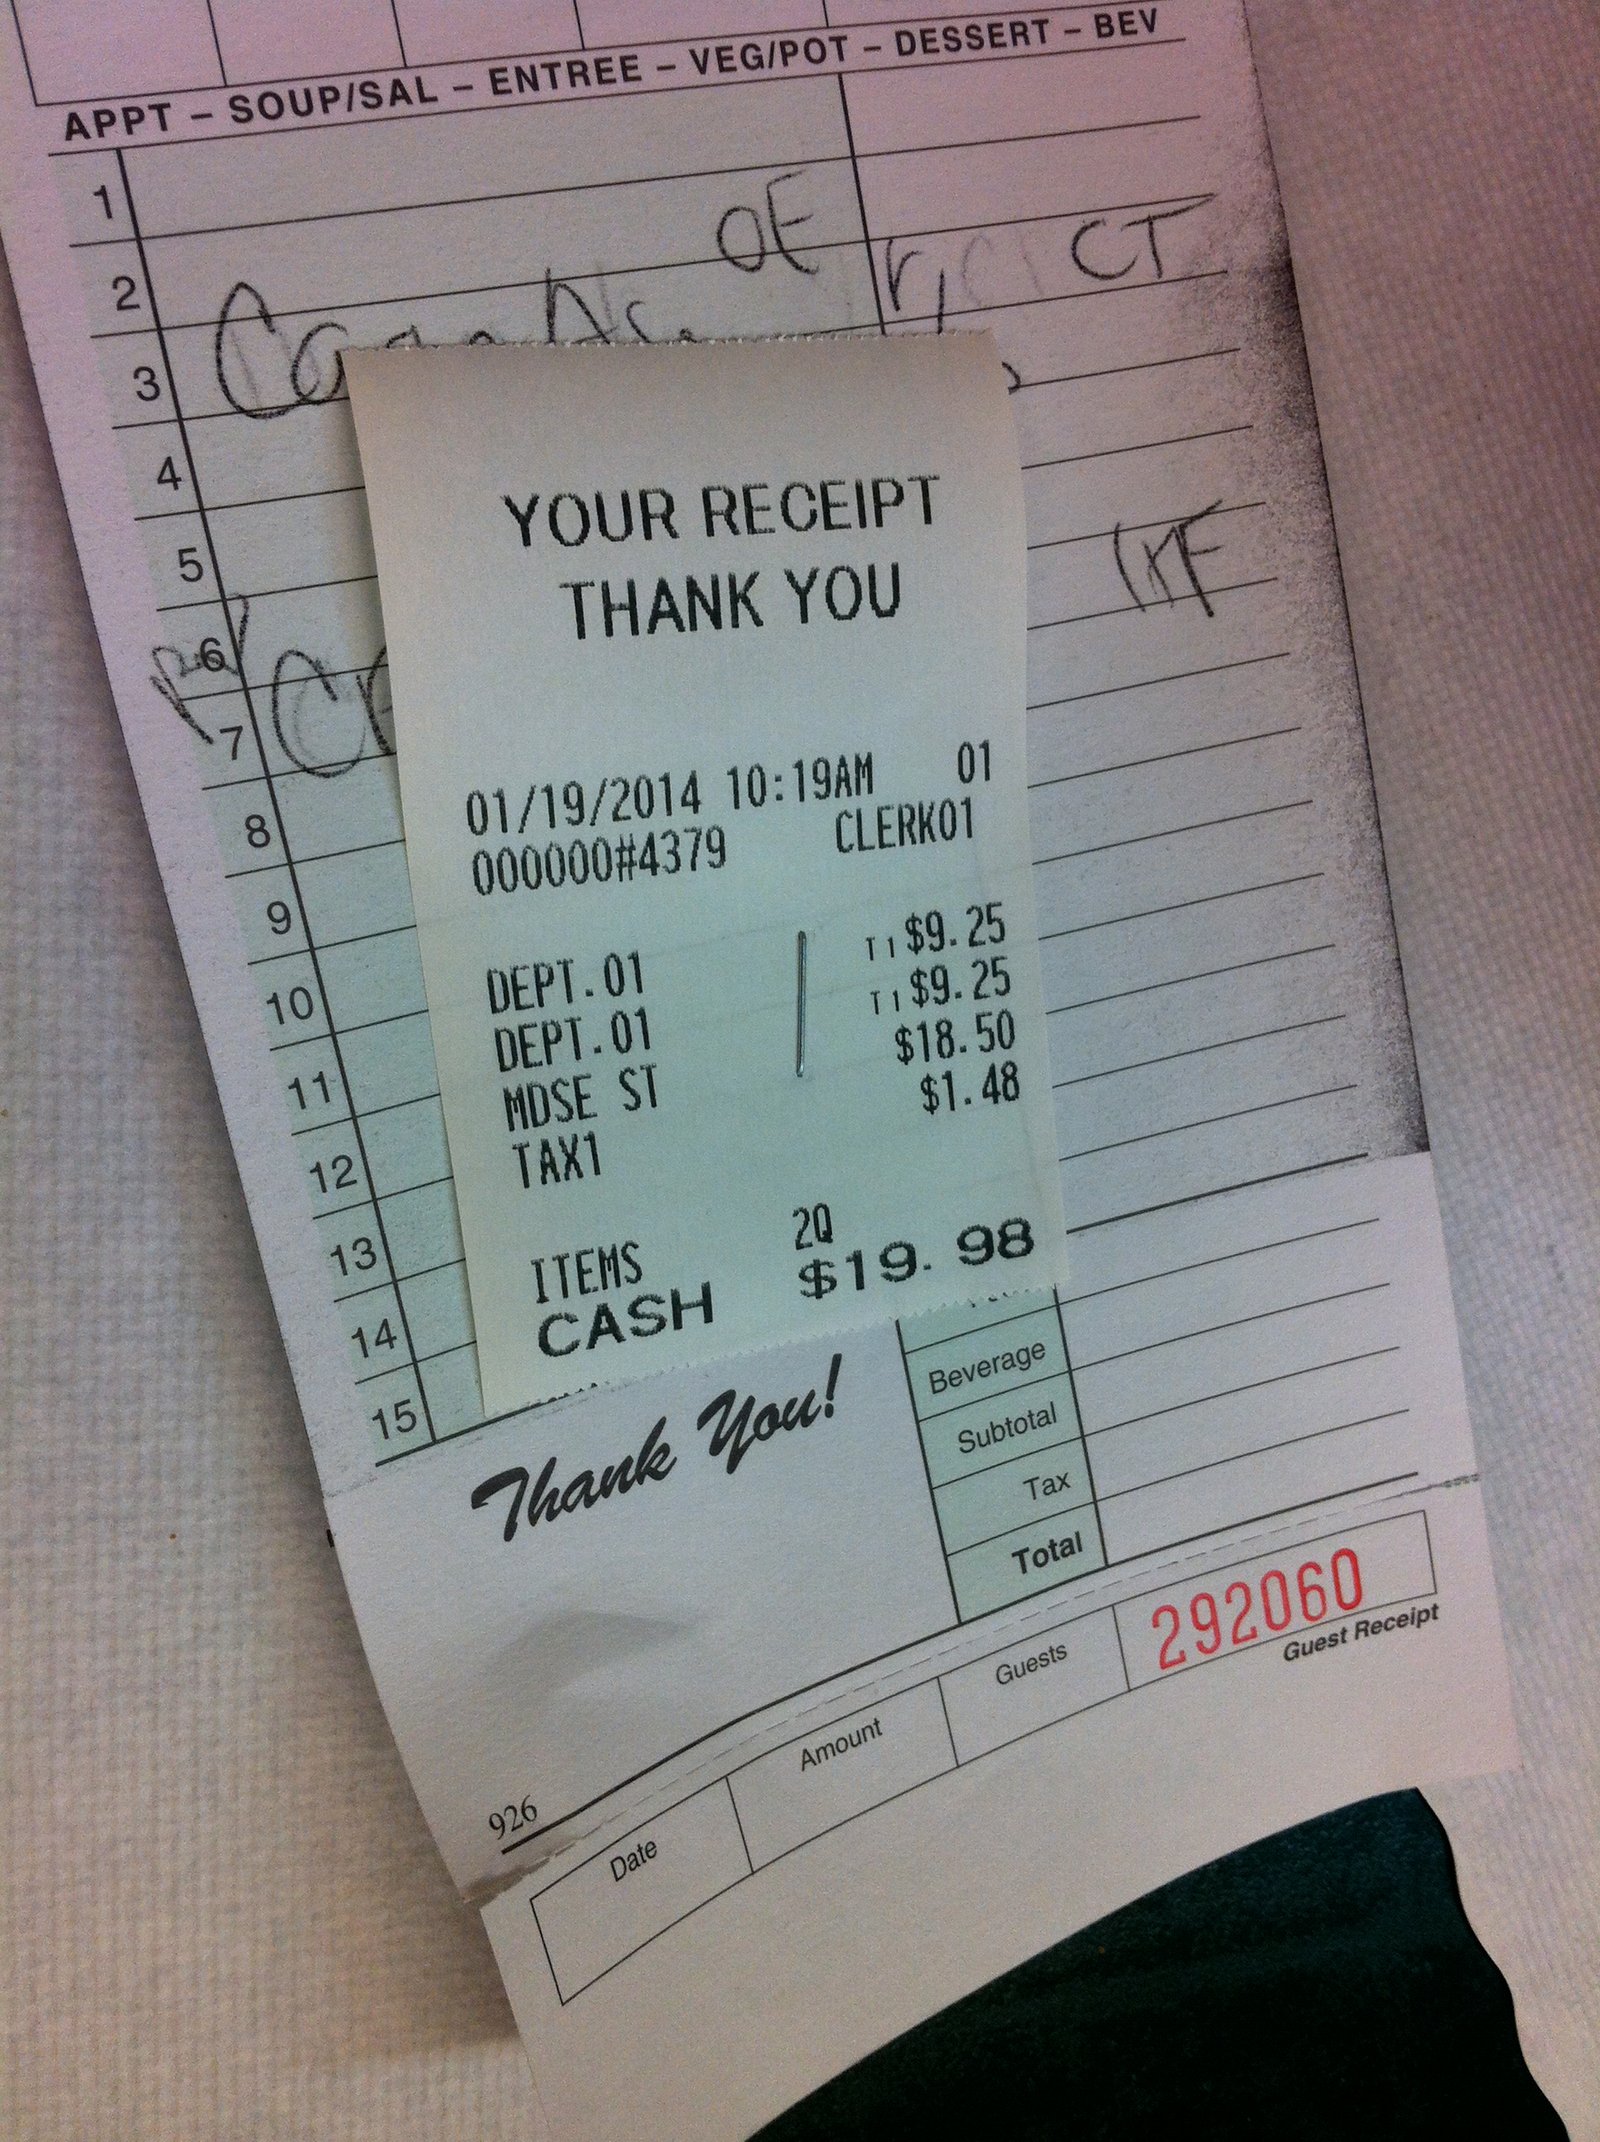 APPT – SOUP/SAL – ENTREE – VEG/POT – DESSERT – BEV
1
OE
2
CT
3
4
5
6
7
8
9
10
11
12
13
14
15
YOUR RECEIPT
THANK YOU
01/19/2014 10:19AM 01
000000#4379 CLERK01
DEPT.01 T1 $9.25
DEPT.01 T1 $9.25
MDSE ST $18.50
TAX1 $1.48
ITEMS 2Q
CASH $19.98
Thank You!
Beverage
Subtotal
Tax
Total
926
Date
Amount
Guests
292060
Guest Receipt